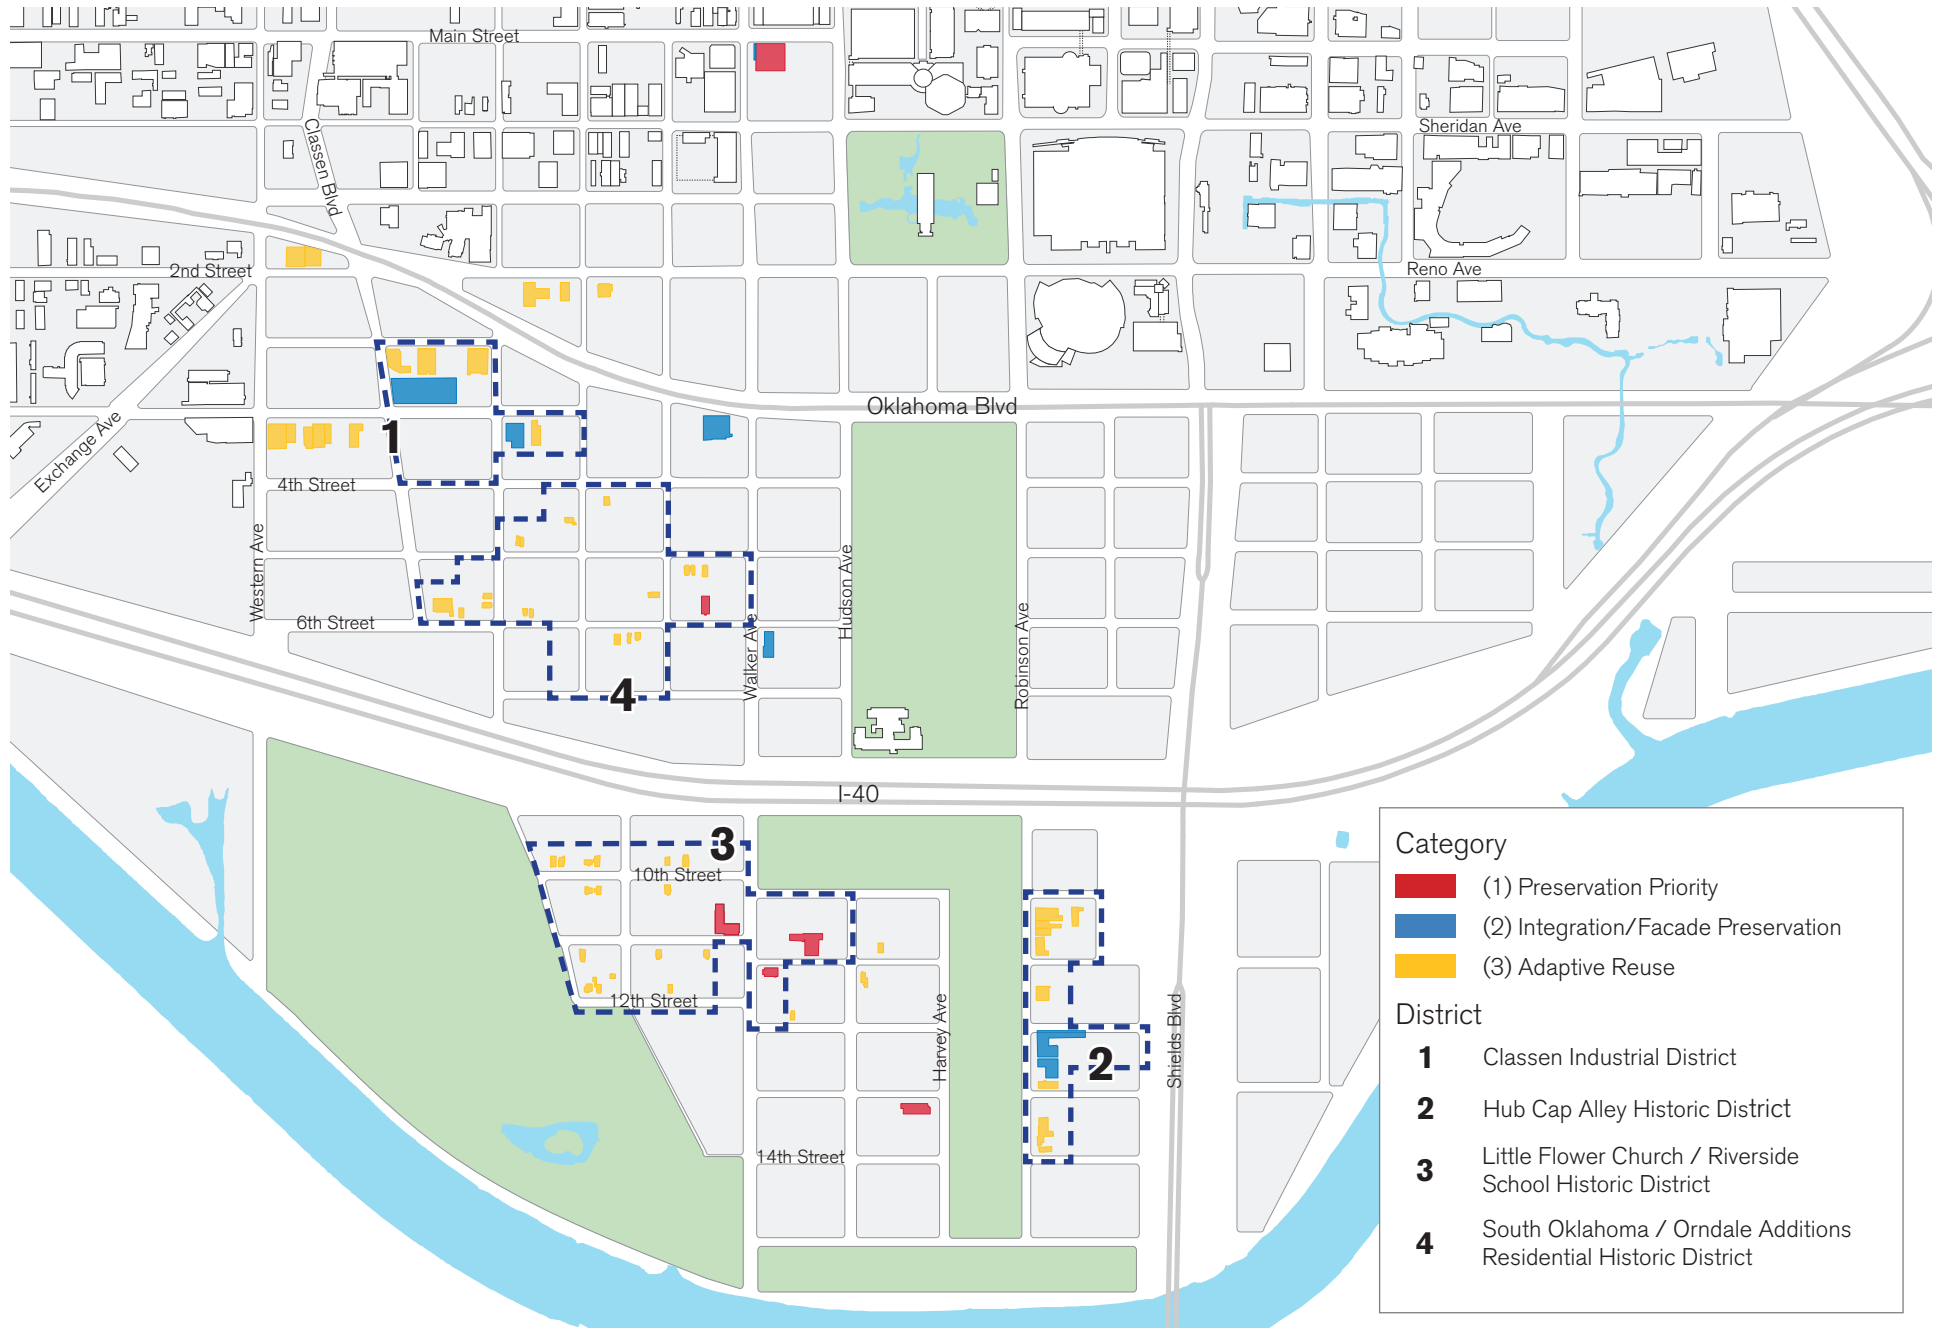 Main Street
Sheridan Ave
Classen Blvd
2nd Street
Reno Ave
Oklahoma Blvd
Exchange Ave
1
4th Street
Western Ave
Hudson Ave
6th Street
Walker Ave
Robinson Ave
4
I-40
3
10th Street
12th Street
Harvey Ave
Shields Blvd
2
14th Street
Category
(1) Preservation Priority
(2) Integration/Facade Preservation
(3) Adaptive Reuse
District
1 Classen Industrial District
2 Hub Cap Alley Historic District
3 Little Flower Church / Riverside
School Historic District
4 South Oklahoma / Orndale Additions
Residential Historic District